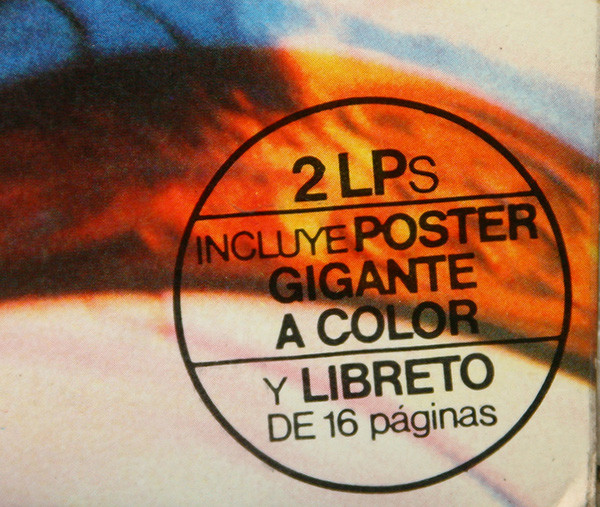 2 LPs
INCLUYE POSTER
GIGANTE
A COLOR
Y LIBRETO
DE 16 páginas